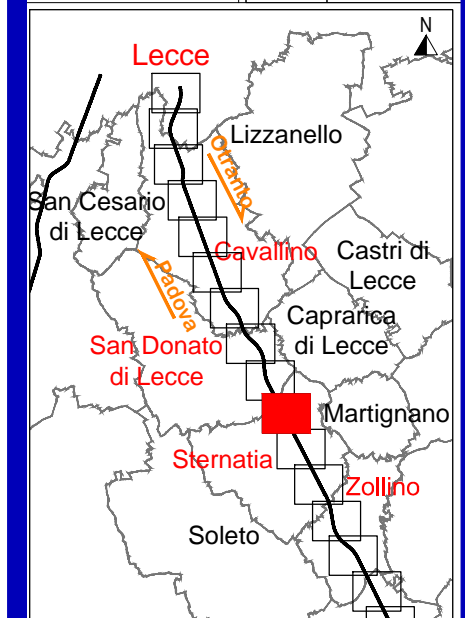 N
Lecce
Lizzanello
Otranto
San Cesario
di Lecce
Cavallino
Castri di
Lecce
Padova
Caprarica
di Lecce
San Donato
di Lecce
Martignano
Sternatia
Zollino
Soleto